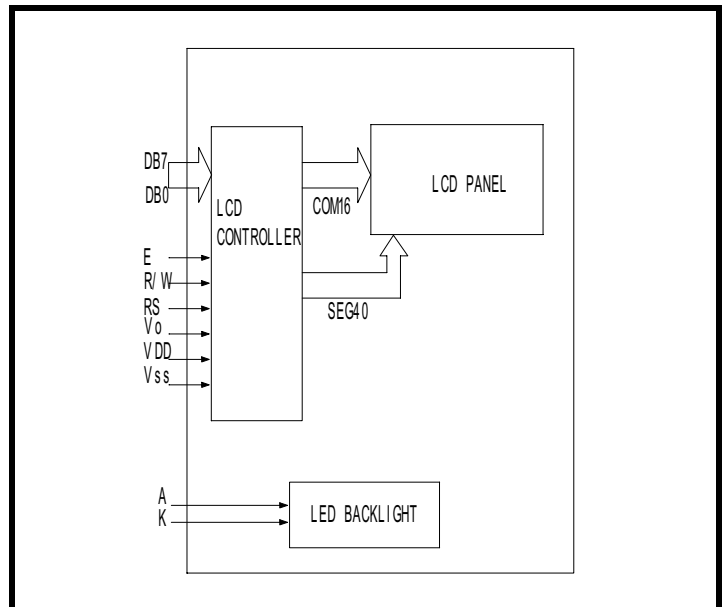 DB7
DB0
LCD
CONTROLLER
COM16
LCD PANEL
SEG40
E
R/W
RS
Vo
VDD
Vss
A
K
LED BACKLIGHT